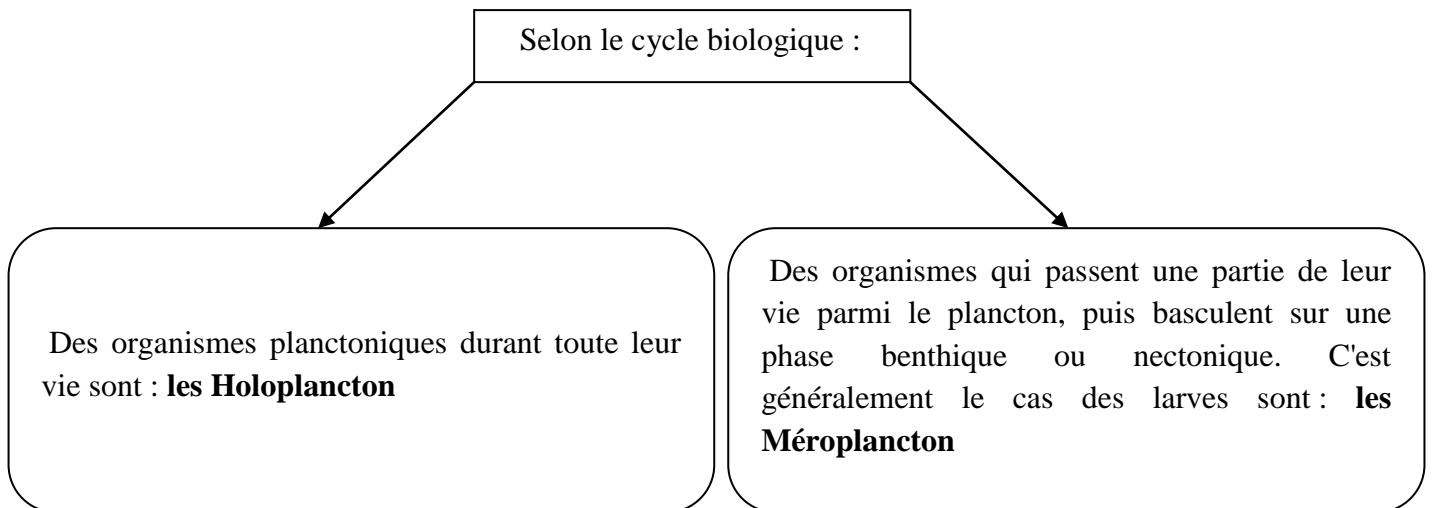 Selon le cycle biologique :
Des organismes planctoniques durant toute leur
vie sont : les Holoplancton
Des organismes qui passent une partie de leur
vie parmi le plancton, puis basculent sur une
phase benthique ou nectonique. C'est
généralement le cas des larves sont : les
Méroplancton